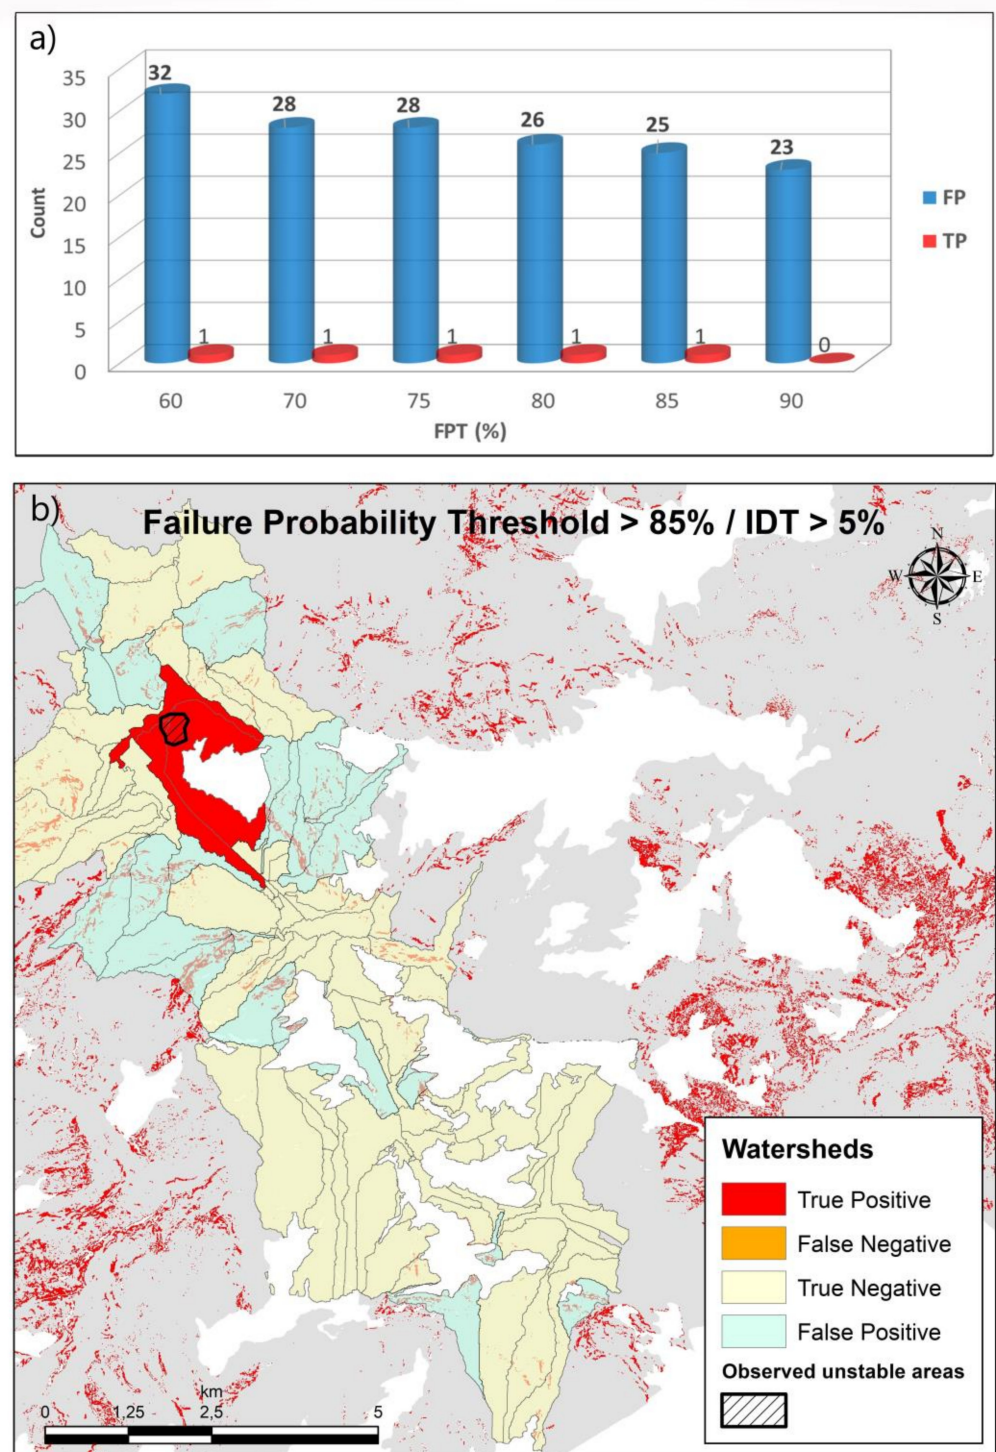 a)
35
30
25
20
15
10
5
0
Count
32
28
28
26
25
23
1
1
1
1
1
0
60 70 75 80 85 90
FPT (%)
FP
TP
b)
Failure Probability Threshold > 85% / IDT > 5%
N
W E
S
Watersheds
True Positive
False Negative
True Negative
False Positive
Observed unstable areas
km
0 1,25 2,5 5